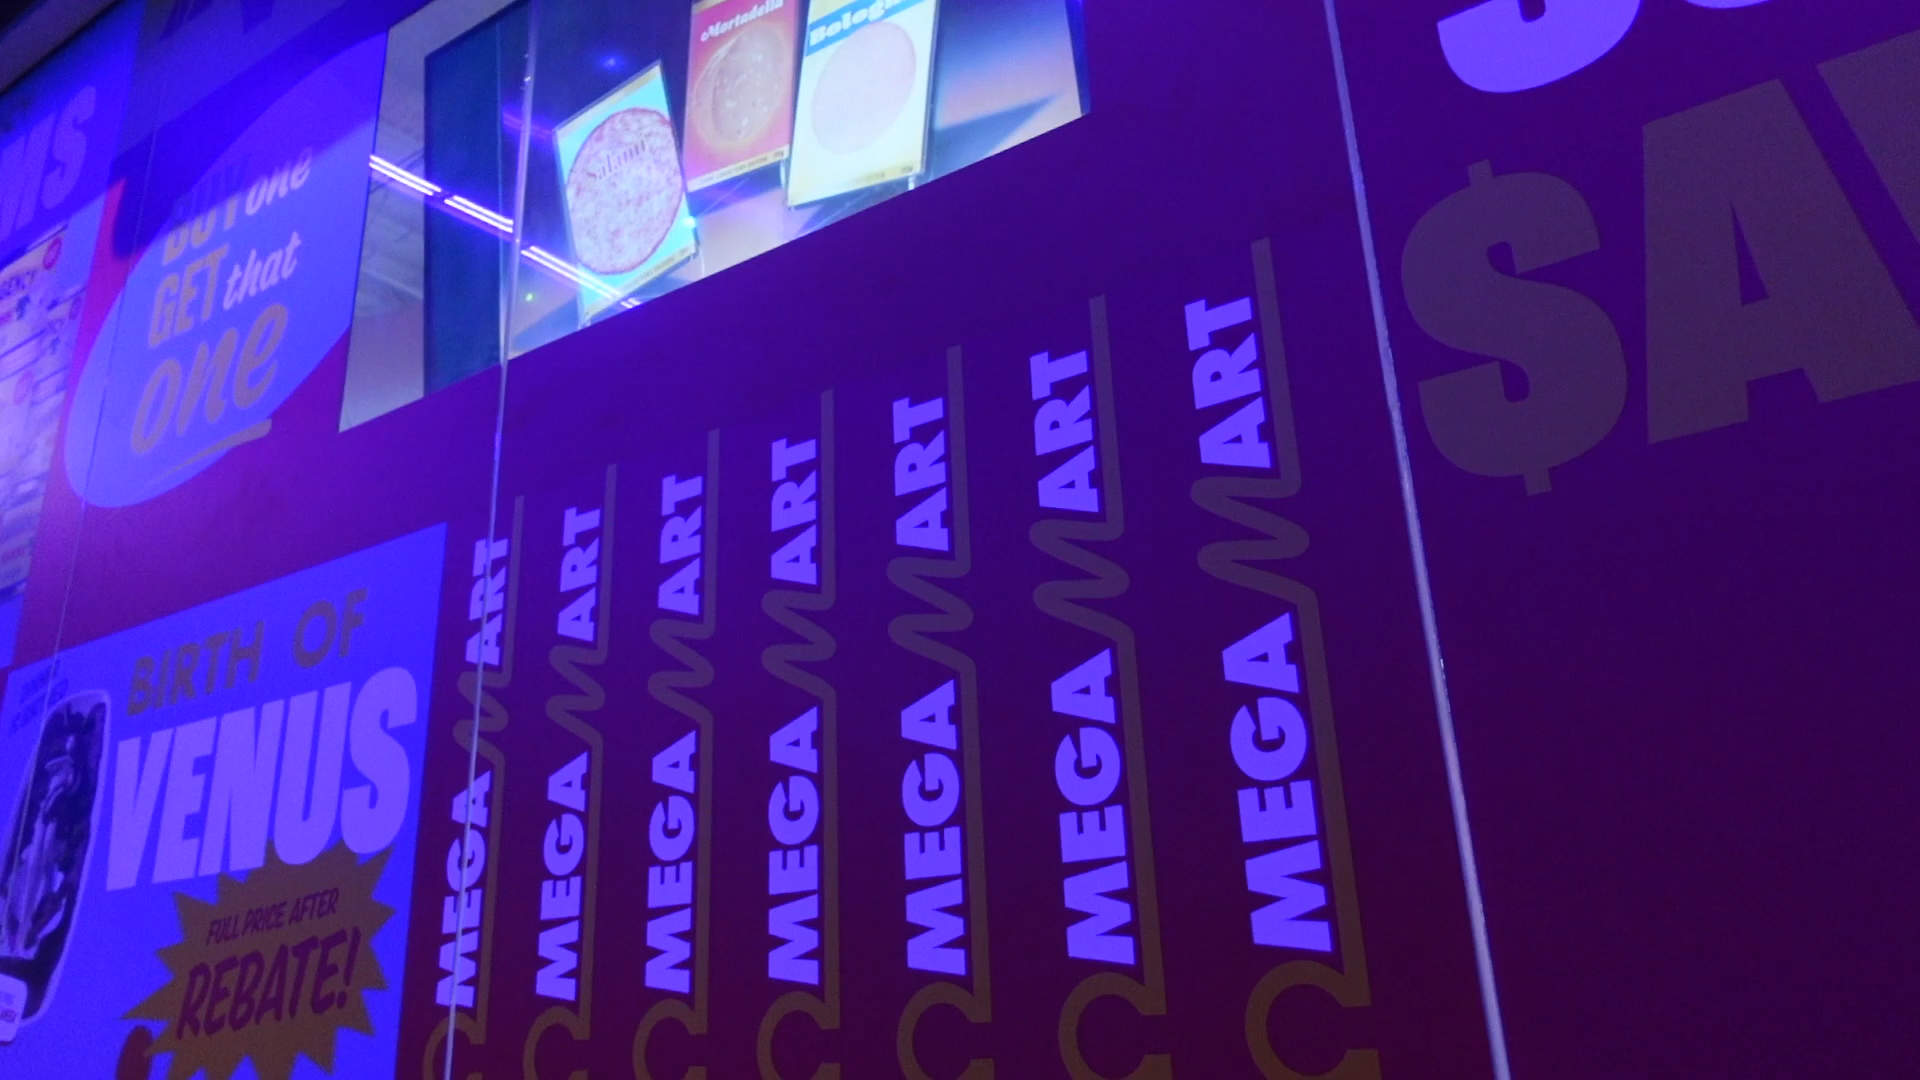 MS
BUY one
GET that
one
Mortadella
Bologna
Salami
$A
BIRTH OF
VENUS
FULL PRICE AFTER
REBATE!
MEGA MART
MEGA MART
MEGA MART
MEGA MART
MEGA MART
MEGA MART
MEGA MART